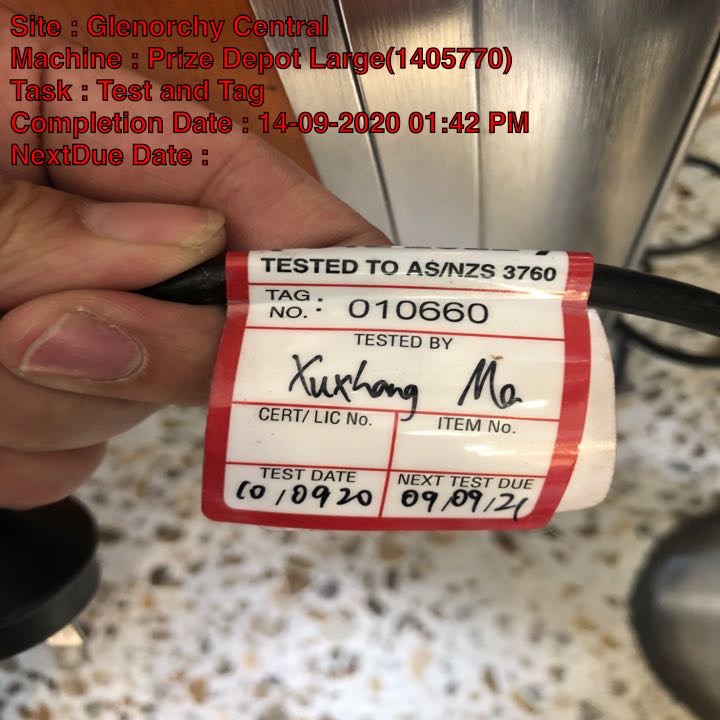 Site : Glenorchy Central
Machine : Prize Depot Large(1405770)
Task : Test and Tag
Completion Date : 14-09-2020 01:42 PM
NextDue Date :
TESTED TO AS/NZS 3760
TAG NO. : 010660
TESTED BY
Xuxhang Ma
CERT/ LIC No. ITEM No.
TEST DATE NEXT TEST DUE
10/0920 09/09/21